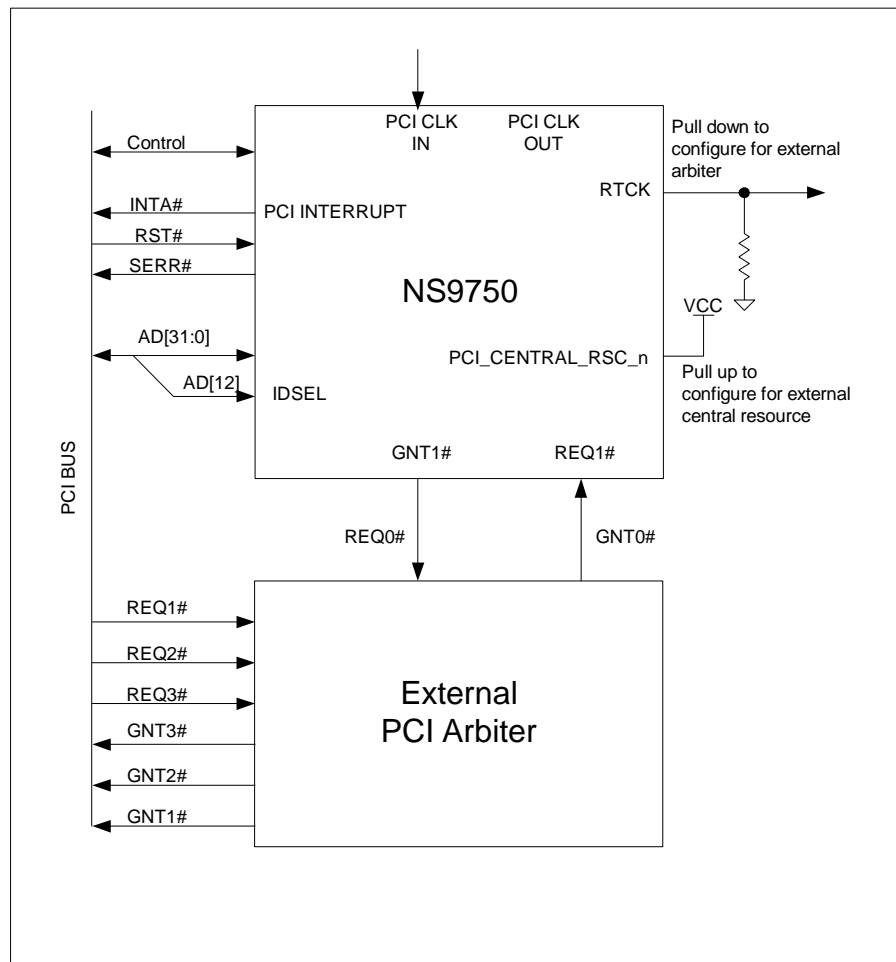 PCI CLK
IN
PCI CLK
OUT
Pull down to
configure for external
arbiter
Control
RTCK
INTA#
PCI INTERRUPT
RST#
SERR#
NS9750
VCC
AD[31:0]
PCI_CENTRAL_RSC_n
AD[12]
IDSEL
Pull up to
configure for external
central resource
PCI BUS
GNT1#
REQ1#
REQ0#
GNT0#
REQ1#
REQ2#
REQ3#
GNT3#
GNT2#
GNT1#
External
PCI Arbiter